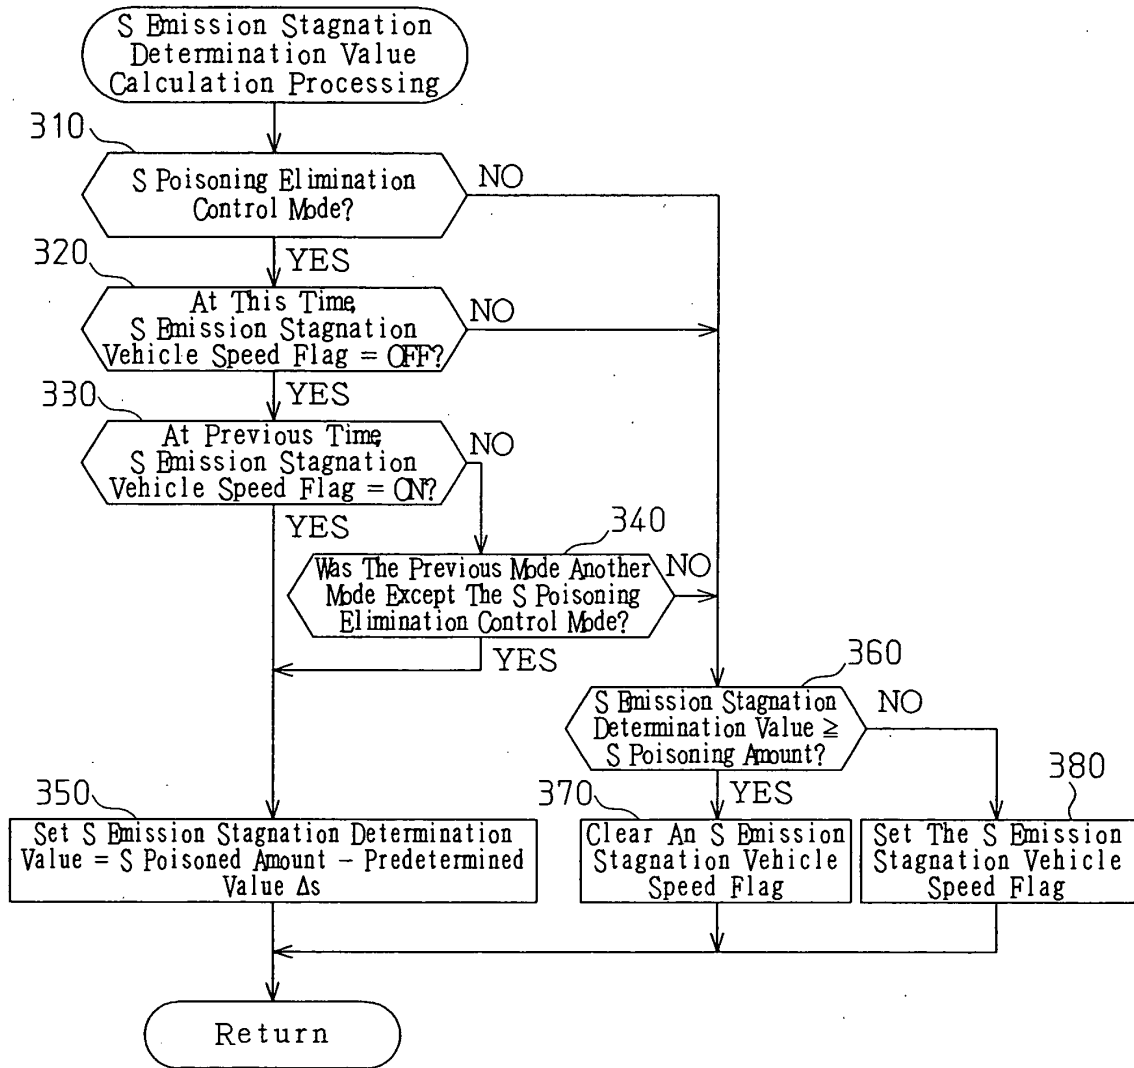 S Emission Stagnation
Determination Value
Calculation Processing
310
S Poisoning Elimination
Control Mode?
NO
YES
320
At This Time,
S Emission Stagnation
Vehicle Speed Flag = OFF?
NO
YES
330
At Previous Time,
S Emission Stagnation
Vehicle Speed Flag = ON?
NO
YES
340
Was The Previous Mode Another
Mode Except The S Poisoning
Elimination Control Mode?
NO
YES
360
S Emission Stagnation
Determination Value ≧
S Poisoning Amount?
NO
YES
350
Set S Emission Stagnation Determination
Value = S Poisoned Amount − Predetermined
Value Δs
370
Clear An S Emission
Stagnation Vehicle
Speed Flag
380
Set The S Emission
Stagnation Vehicle
Speed Flag
Return